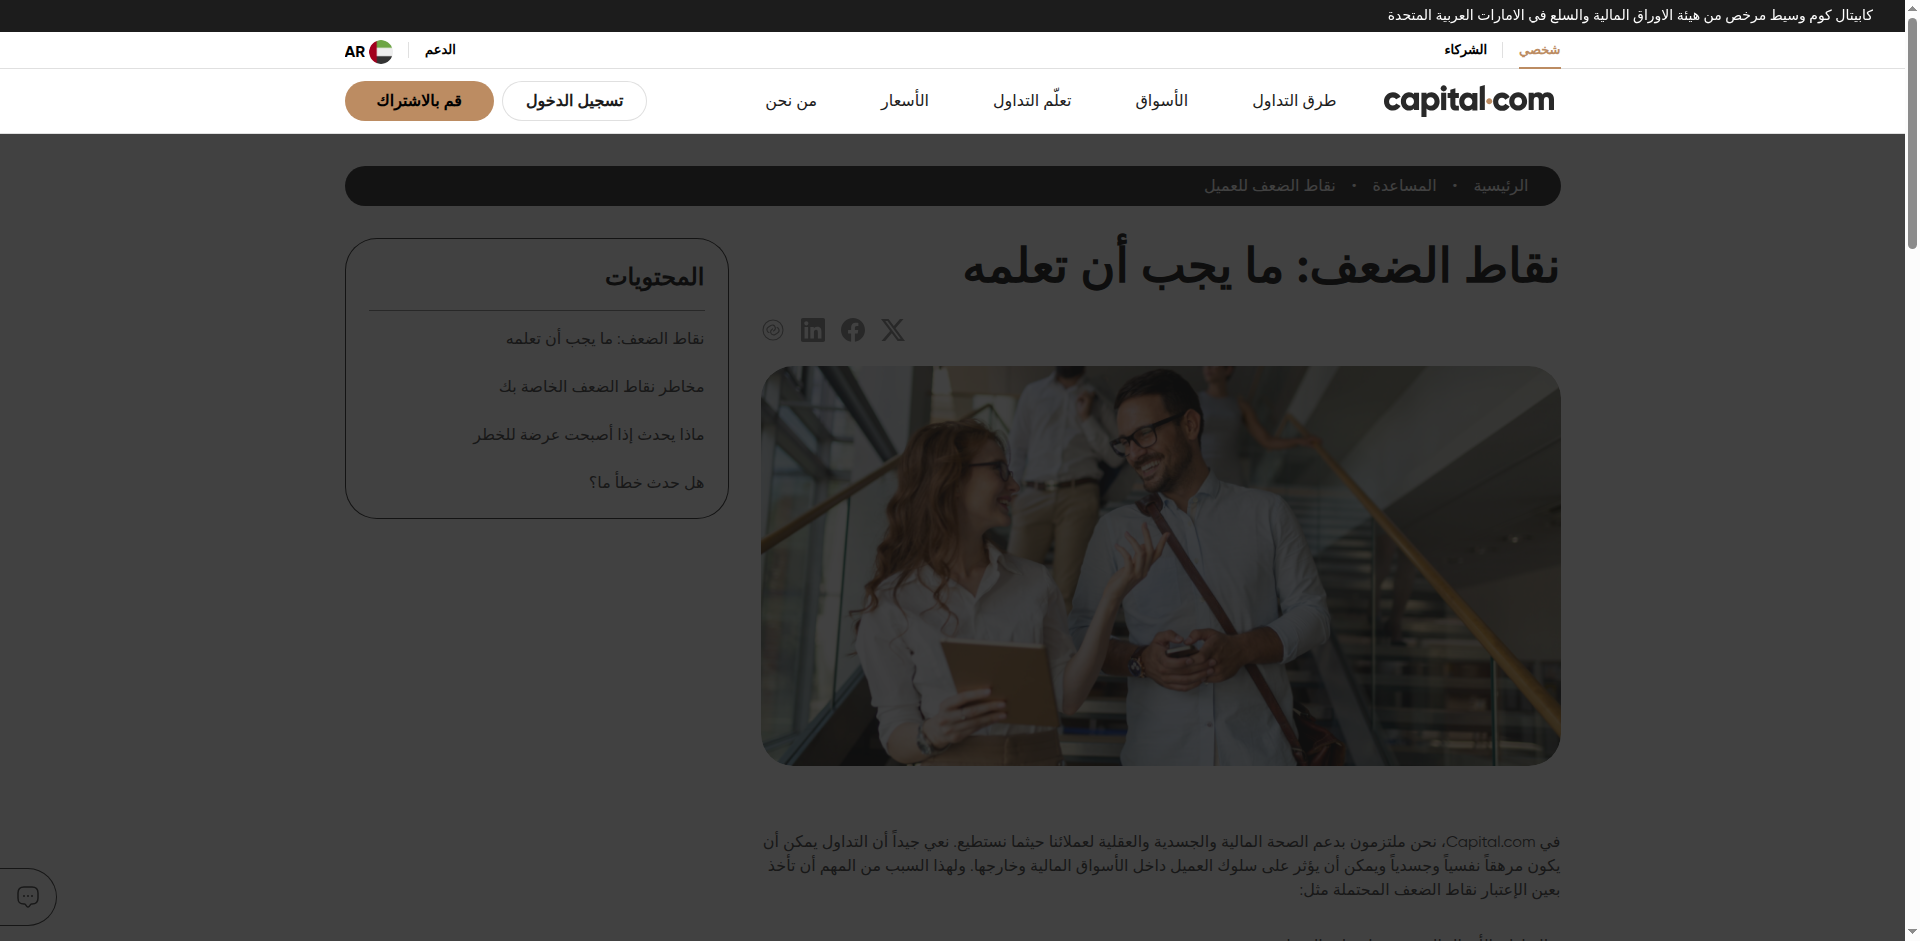 كابيتال كوم وسيط مرخص من هيئة الاوراق المالية والسلع في الامارات العربية المتحدة
شخصي
الشركاء
الدعم
AR
capital.com
طرق التداول
الأسواق
تعلّم التداول
الأسعار
من نحن
تسجيل الدخول
قم بالاشتراك
الرئيسية • المساعدة • نقاط الضعف للعميل
نقاط الضعف: ما يجب أن تعلمه
المحتويات
نقاط الضعف: ما يجب أن تعلمه
مخاطر نقاط الضعف الخاصة بك
ماذا يحدث إذا أصبحت عرضة للخطر
هل حدث خطأ ما؟
في Capital.com، نحن ملتزمون بدعم الصحة المالية والجسدية والعقلية لعملائنا حيثما نستطيع. نعي جيداً أن التداول يمكن أن
يكون مرهقاً نفسياً وجسدياً ويمكن أن يؤثر على سلوك العميل داخل الأسواق المالية وخارجها. ولهذا السبب من المهم أن تأخذ
بعين الإعتبار نقاط الضعف المحتملة مثل: